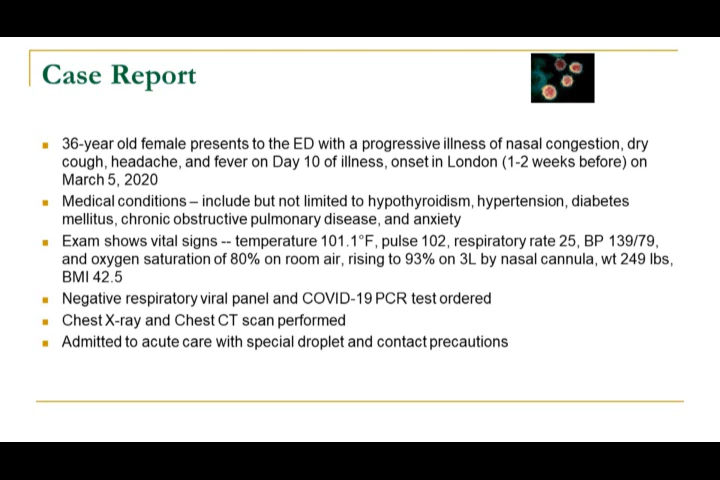 Case Report
36-year old female presents to the ED with a progressive illness of nasal congestion, dry
cough, headache, and fever on Day 10 of illness, onset in London (1-2 weeks before) on
March 5, 2020
Medical conditions – include but not limited to hypothyroidism, hypertension, diabetes
mellitus, chronic obstructive pulmonary disease, and anxiety
Exam shows vital signs -- temperature 101.1°F, pulse 102, respiratory rate 25, BP 139/79,
and oxygen saturation of 80% on room air, rising to 93% on 3L by nasal cannula, wt 249 lbs,
BMI 42.5
Negative respiratory viral panel and COVID-19 PCR test ordered
Chest X-ray and Chest CT scan performed
Admitted to acute care with special droplet and contact precautions